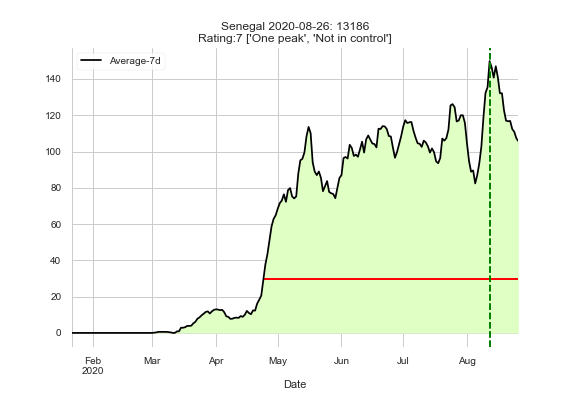 Senegal 2020-08-26: 13186
Rating:7 ['One peak', 'Not in control']
Average-7d
140
120
100
80
60
40
20
0
Feb Mar Apr May Jun Jul Aug
2020
Date